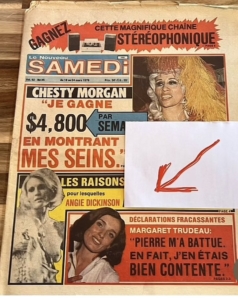 GAGNEZ
CETTE MAGNIFIQUE CHAÎNE
STÉRÉOPHONIQUE
Le Nouveau
SAMEDI
CHESTY MORGAN
"JE GAGNE
$4,800 PAR
SEMA
EN MONTRANT
MES SEINS."
LES RAISONS
pour lesquelles
ANGIE DICKINSON
DÉCLARATIONS FRACASSANTES
MARGARET TRUDEAU:
"PIERRE M'A BATTUE.
EN FAIT, J'EN ÉTAIS
BIEN CONTENTE."